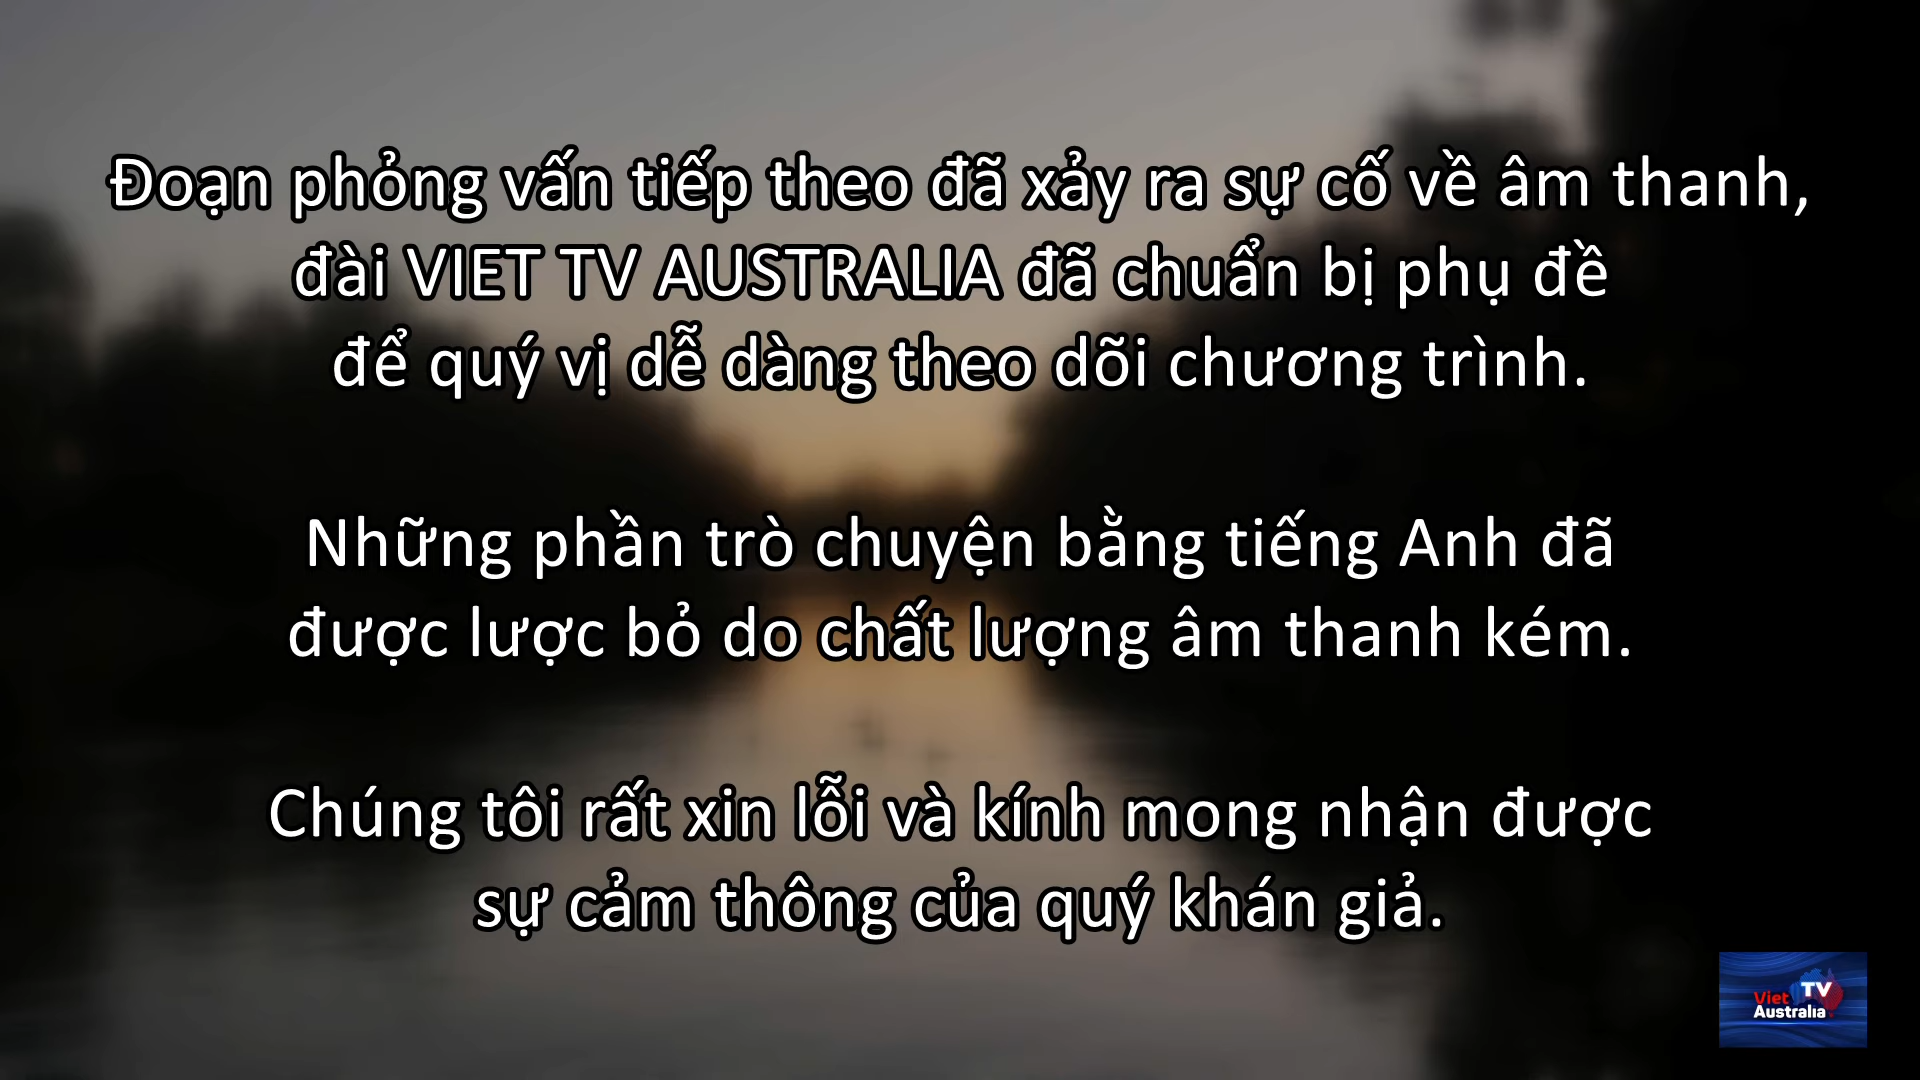 Đoạn phỏng vấn tiếp theo đã xảy ra sự cố về âm thanh,
đài VIET TV AUSTRALIA đã chuẩn bị phụ đề
để quý vị dễ dàng theo dõi chương trình.
Những phần trò chuyện bằng tiếng Anh đã
được lược bỏ do chất lượng âm thanh kém.
Chúng tôi rất xin lỗi và kính mong nhận được
sự cảm thông của quý khán giả.
Viet TV
Australia